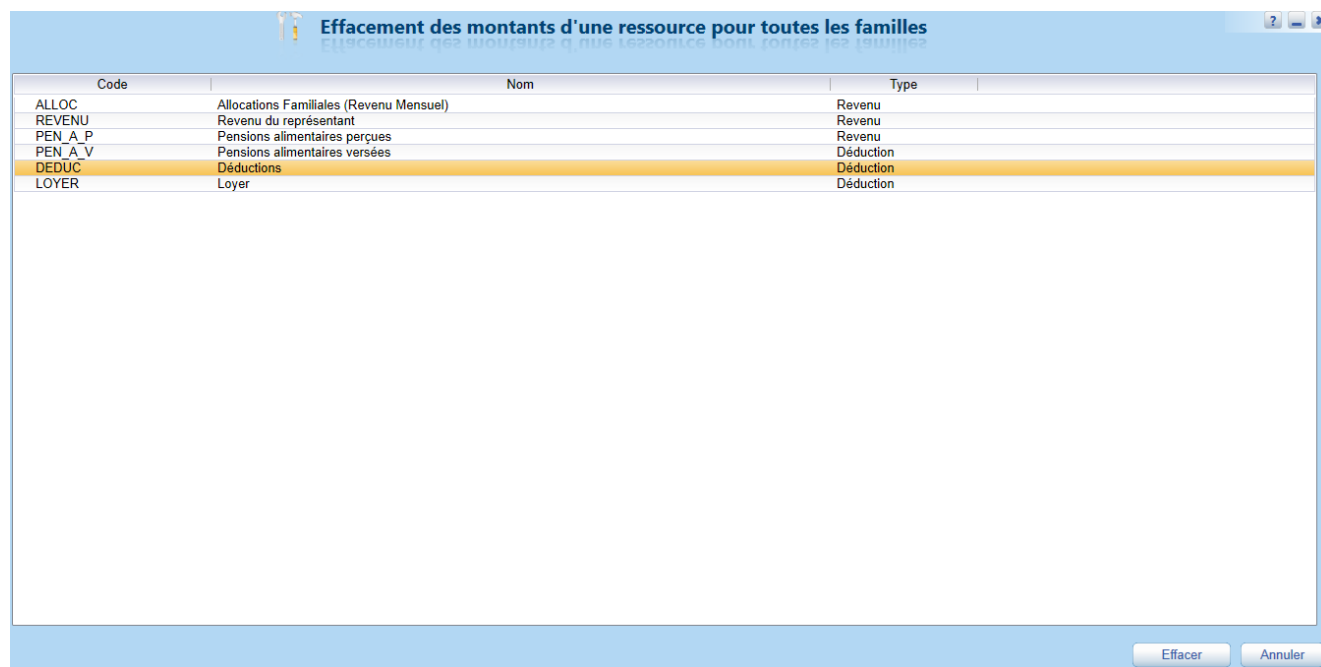 Effacement des montants d'une ressource pour toutes les familles
?
Code Nom Type
ALLOC Allocations Familiales (Revenu Mensuel) Revenu
REVENU Revenu du représentant Revenu
PEN_A_P Pensions alimentaires perçues Revenu
PEN_A_V Pensions alimentaires versées Déduction
DEDUC Déductions Déduction
LOYER Loyer Déduction
Effacer Annuler